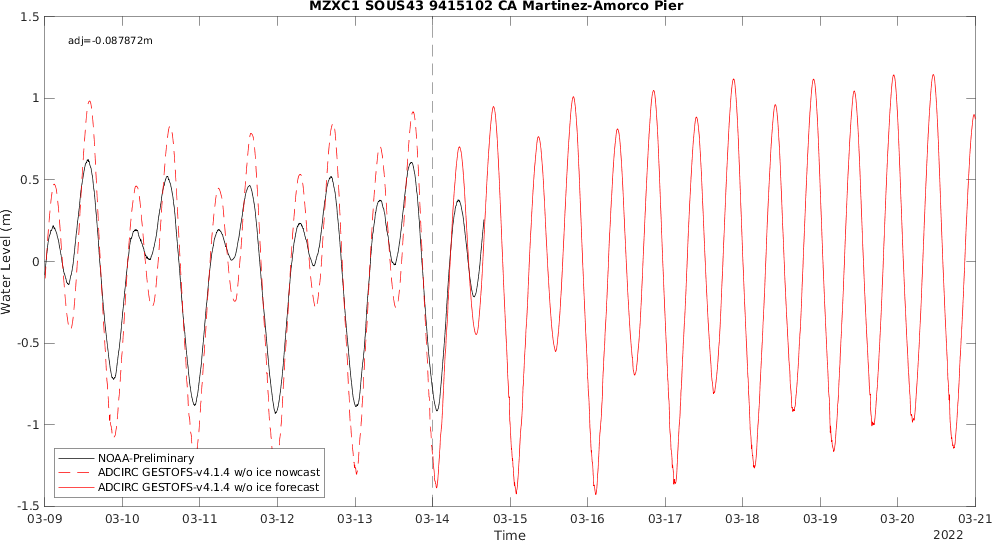 MZXC1 SOUS43 9415102 CA Martinez-Amorco Pier
adj=-0.087872m
1.5
1
0.5
0
-0.5
-1
-1.5
Water Level (m)
NOAA-Preliminary
ADCIRC GESTOFS-v4.1.4 w/o ice nowcast
ADCIRC GESTOFS-v4.1.4 w/o ice forecast
03-09 03-10 03-11 03-12 03-13 03-14 03-15 03-16 03-17 03-18 03-19 03-20 03-21
Time
2022